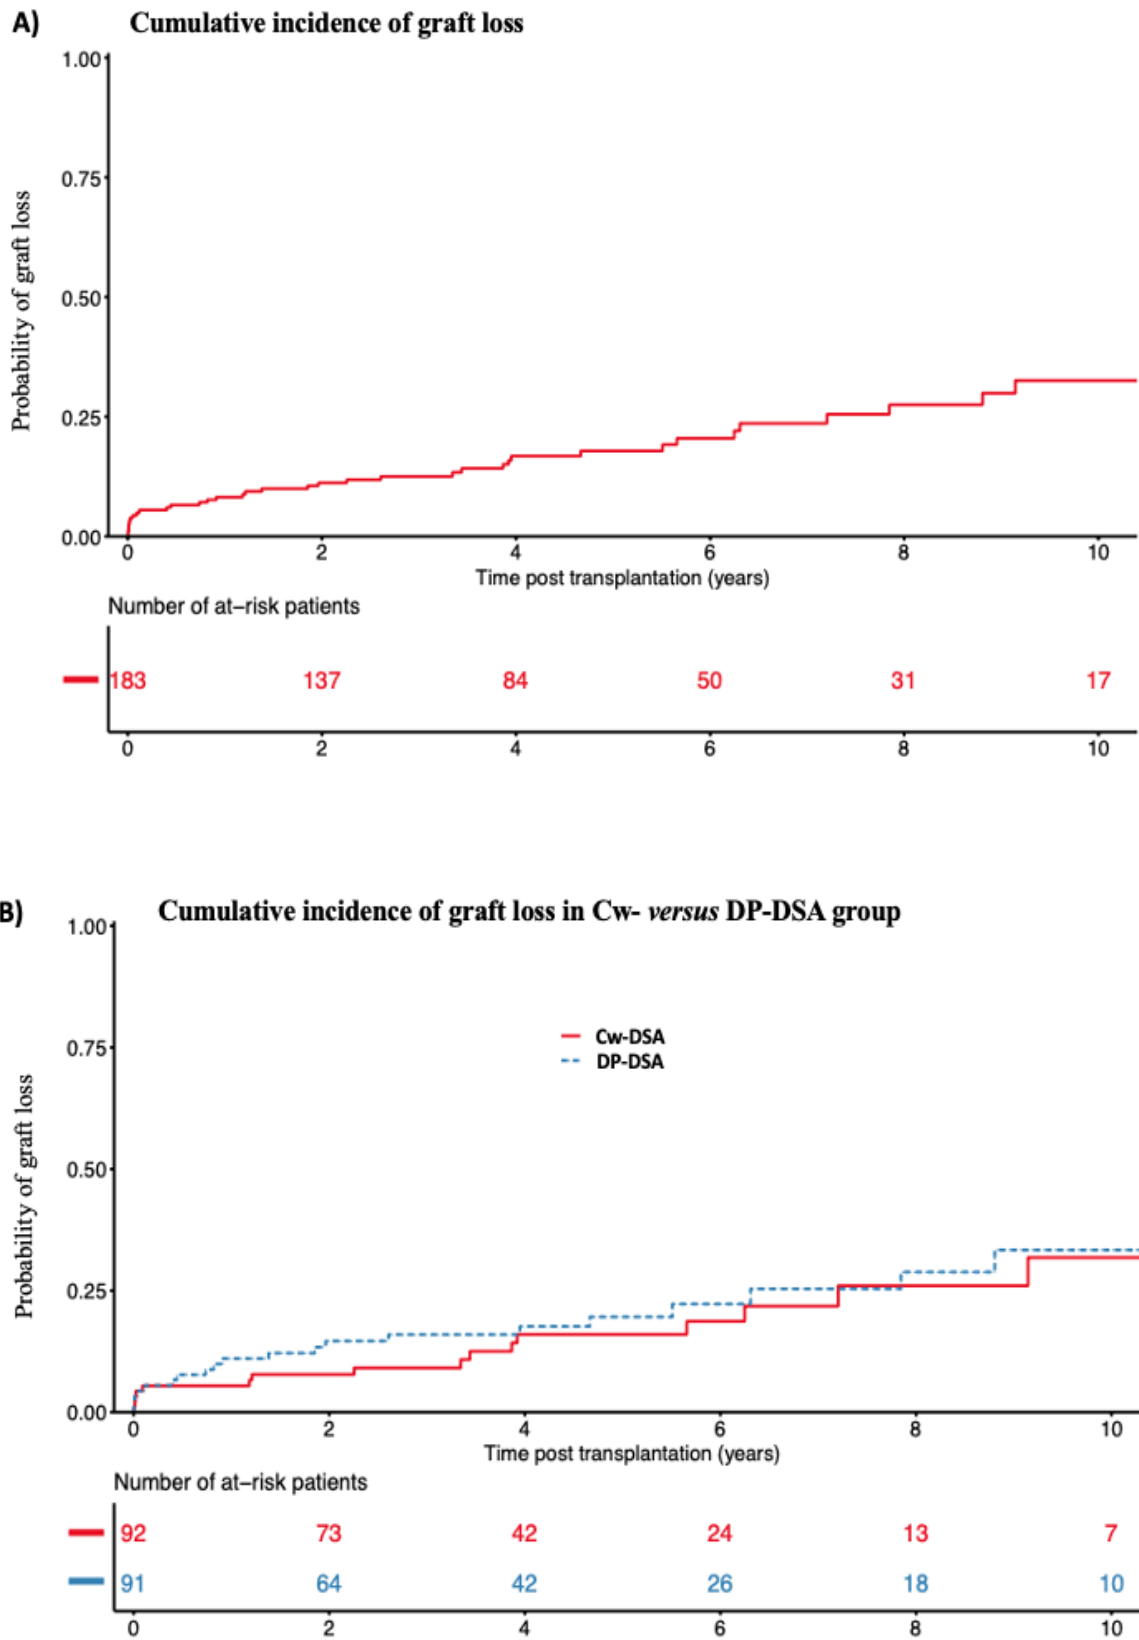 A) Cumulative incidence of graft loss
1.00
0.75
0.50
0.25
0.00
Probability of graft loss
0 2 4 6 8 10
Time post transplantation (years)
Number of at-risk patients
183 137 84 50 31 17
0 2 4 6 8 10
B) Cumulative incidence of graft loss in Cw- versus DP-DSA group
1.00
0.75
0.50
0.25
0.00
Probability of graft loss
Cw-DSA
DP-DSA
0 2 4 6 8 10
Time post transplantation (years)
Number of at-risk patients
92 73 42 24 13 7
91 64 42 26 18 10
0 2 4 6 8 10